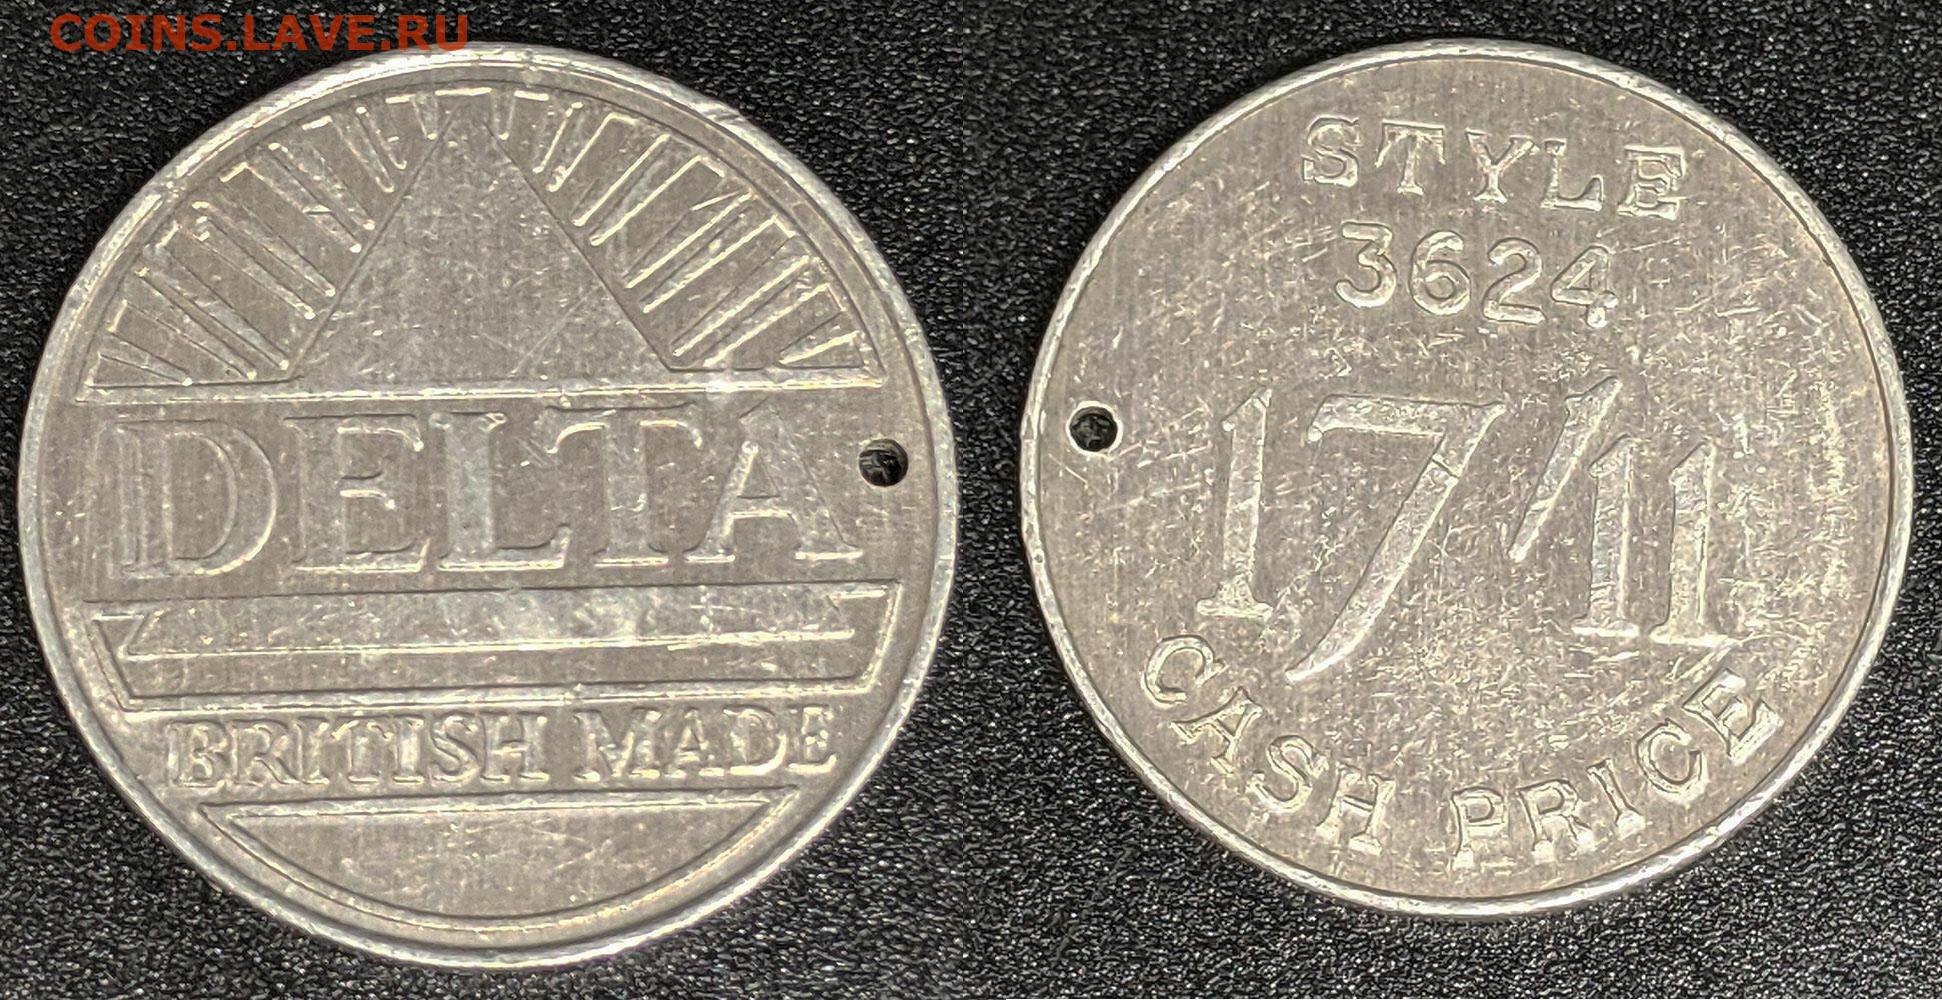 COINS.LAVE.RU
DELTA
BRITISH MADE
STYLE
3624
17/11
CASH PRICE